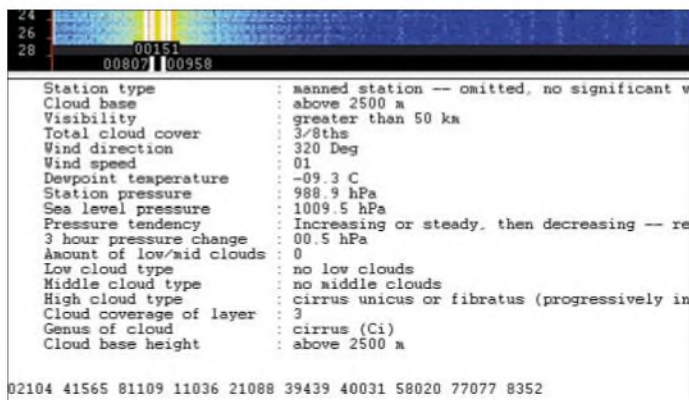 24
26
28
00151
00807 00958
Station type : manned station -- omitted, no significant w
Cloud base : above 2500 m
Visibility : greater than 50 km
Total cloud cover : 3/8ths
Wind direction : 320 Deg
Wind speed : 01
Dewpoint temperature : -09.3 C
Station pressure : 988.9 hPa
Sea level pressure : 1009.5 hPa
Pressure tendency : Increasing or steady, then decreasing -- re
3 hour pressure change : 00.5 hPa
Amount of low/mid clouds : 0
Low cloud type : no low clouds
Middle cloud type : no middle clouds
High cloud type : cirrus unicus or fibratus (progressively in
Cloud coverage of layer : 3
Genus of cloud : cirrus (Ci)
Cloud base height : above 2500 m
02104 41565 81109 11036 21088 39439 40031 58020 77077 8352